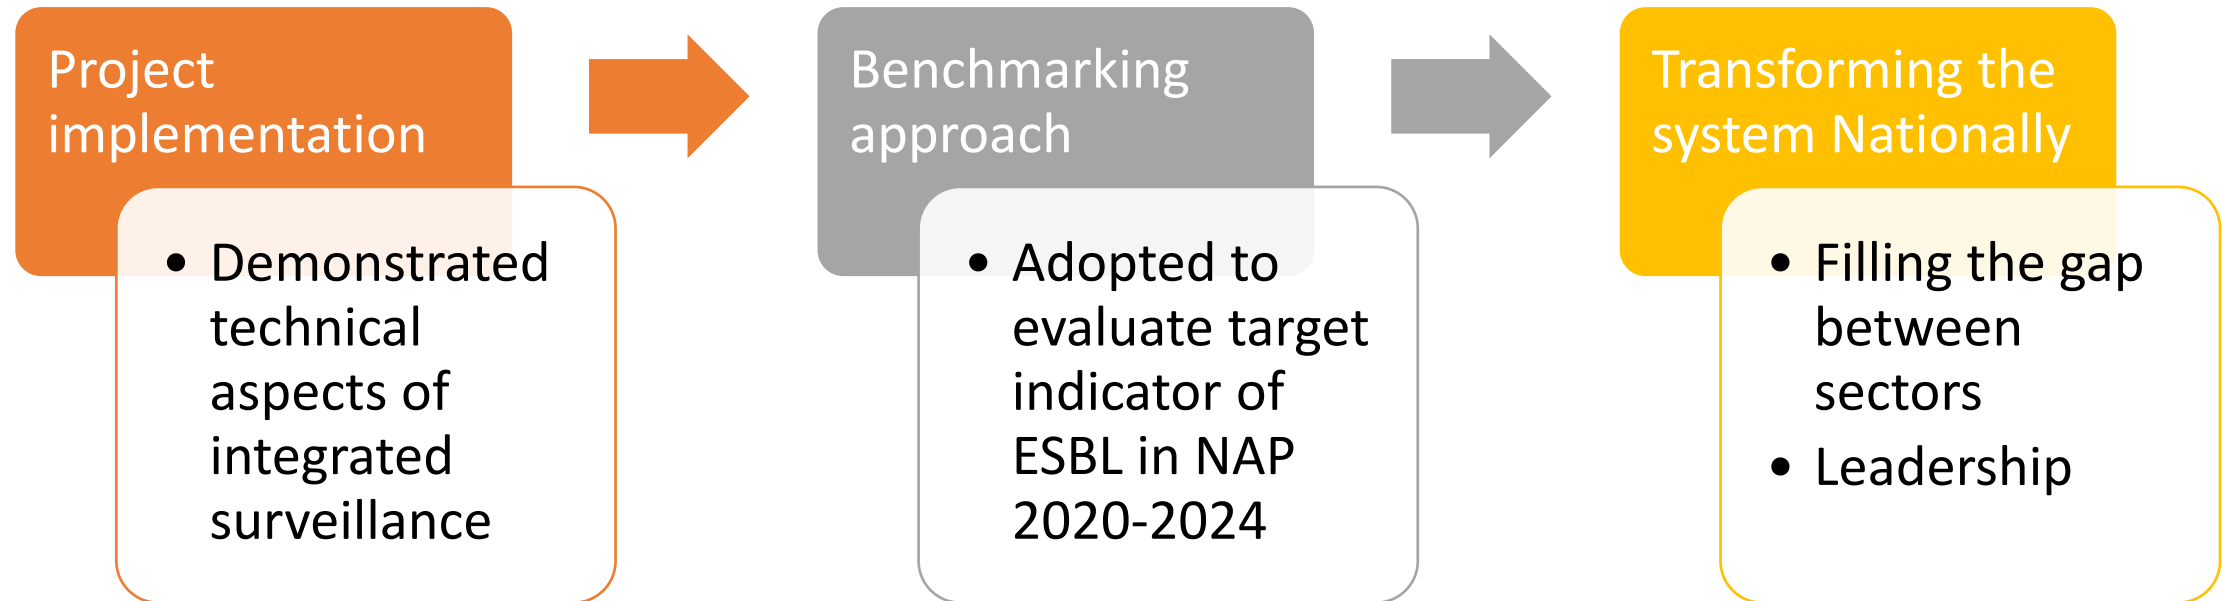 Project
implementation
• Demonstrated
technical
aspects of
integrated
surveillance
Benchmarking
approach
• Adopted to
evaluate target
indicator of
ESBL in NAP
2020-2024
Transforming the
system Nationally
• Filling the gap
between
sectors
• Leadership